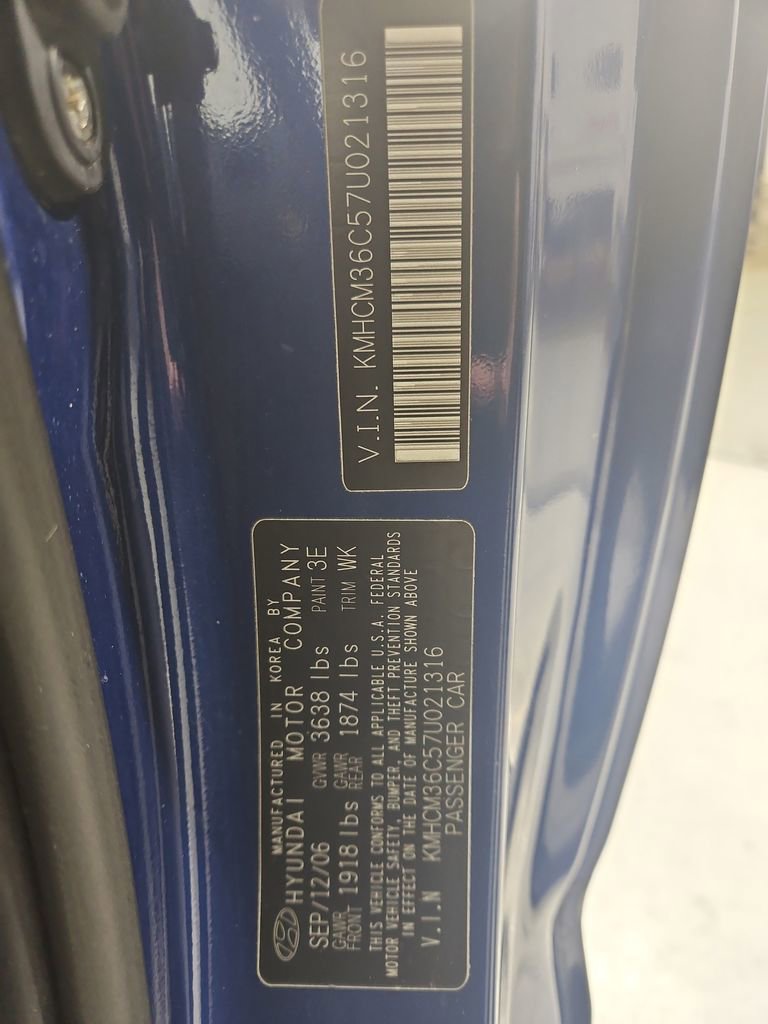 MANUFACTURED IN KOREA BY
HYUNDAI MOTOR COMPANY
SEP/12/06 GVWR 3638 lbs PAINT 3E
GAWR FRONT 1918 lbs GAWR REAR 1874 lbs TRIM WK
THIS VEHICLE CONFORMS TO ALL APPLICABLE U.S.A. FEDERAL
MOTOR VEHICLE SAFETY, BUMPER, AND THEFT PREVENTION STANDARDS
IN EFFECT ON THE DATE OF MANUFACTURE SHOWN ABOVE
V.I.N KMHCM36C57U021316
PASSENGER CAR
V.I.N. KMHCM36C57U021316